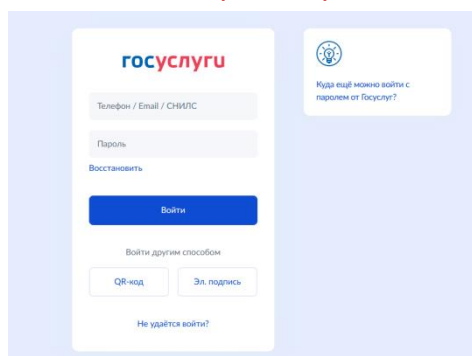 госуслуги
Телефон / Email / СНИЛС
Пароль
Восстановить
Войти
Войти другим способом
QR-код
Эл. подпись
Не удаётся войти?
Куда ещё можно войти с
паролем от Госуслуг?